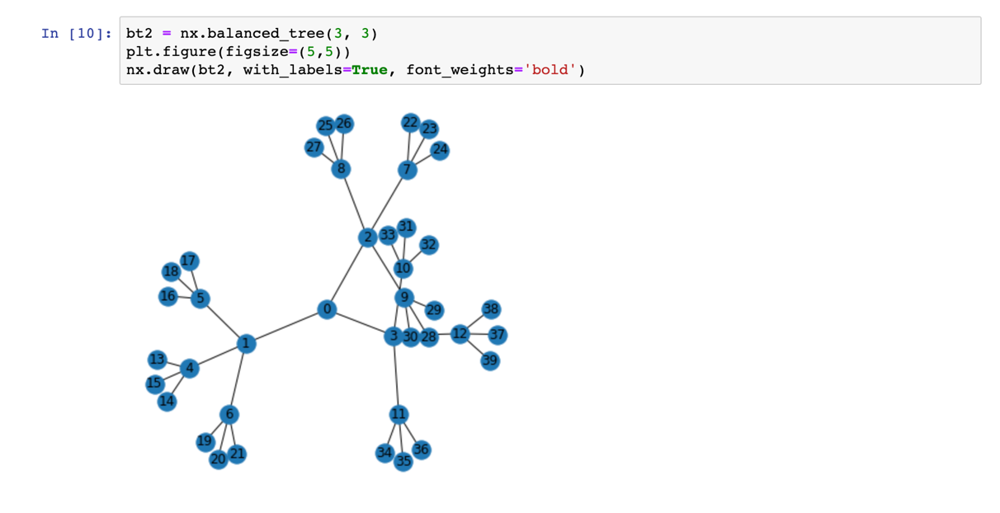 In [10]: bt2 = nx.balanced_tree(3, 3)
plt.figure(figsize=(5,5))
nx.draw(bt2, with_labels=True, font_weights='bold')
25 26 22 23
27 24
8 7
31
2 33
32
17
18 10
16 5 9
0 29 38
3 30 28 12 37
1
13 4 39
15
14
6 11
19
20 21 34 35 36